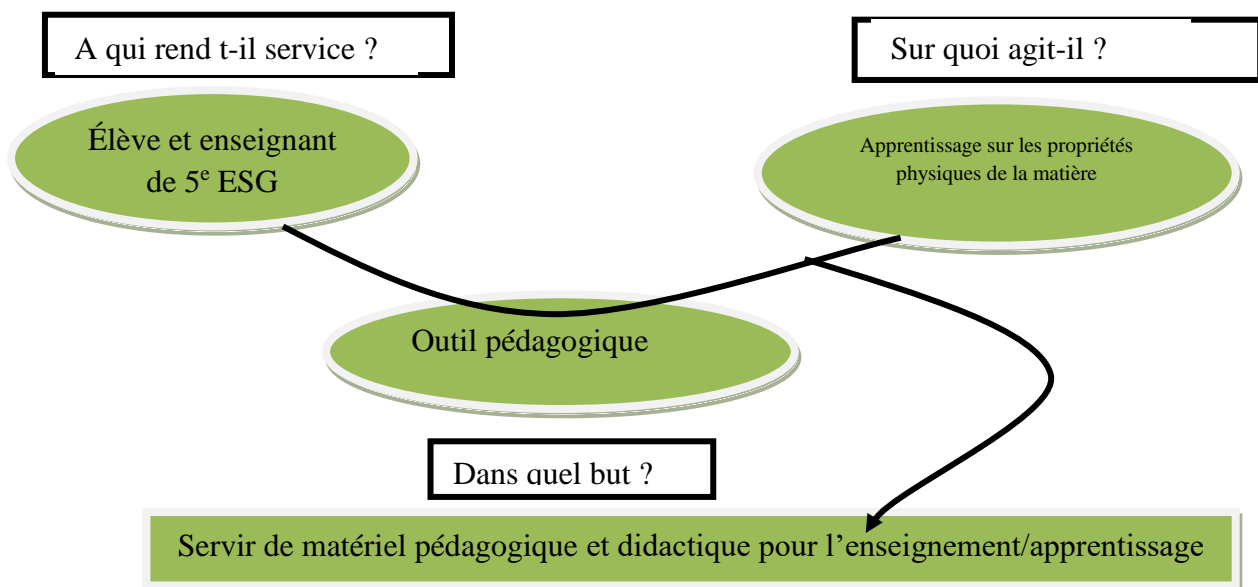 A qui rend t-il service ?
Sur quoi agit-il ?
Élève et enseignant
de 5e ESG
Apprentissage sur les propriétés
physiques de la matière
Outil pédagogique
Dans quel but ?
Servir de matériel pédagogique et didactique pour l’enseignement/apprentissage